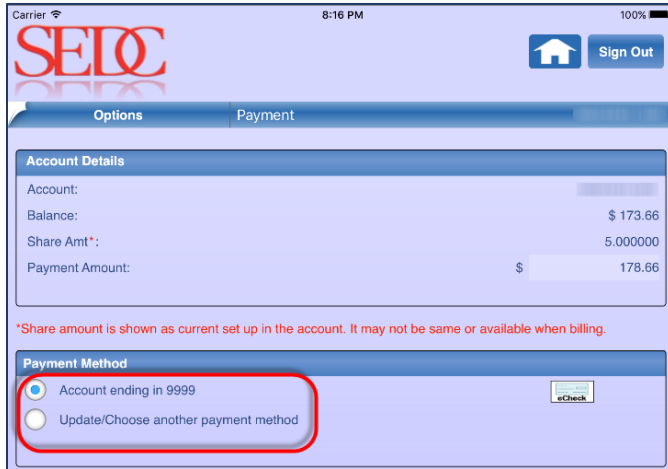 Carrier 8:16 PM 100%
SEDC
Sign Out
Options Payment
Account Details
Account:
Balance: $ 173.66
Share Amt*: 5.000000
Payment Amount: $ 178.66
*Share amount is shown as current set up in the account. It may not be same or available when billing.
Payment Method
Account ending in 9999 eCheck
Update/Choose another payment method